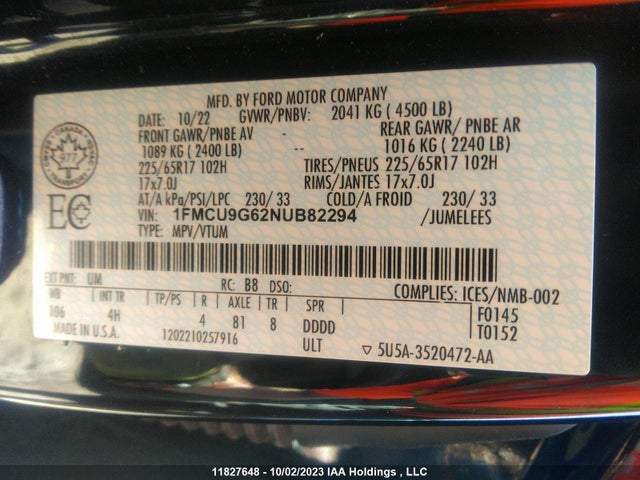 MFD. BY FORD MOTOR COMPANY
DATE: 10/22 GVWR/PNBV: 2041 KG ( 4500 LB)
FRONT GAWR/PNBE AV - REAR GAWR/ PNBE AR
1089 KG ( 2400 LB) -- 1016 KG ( 2240 LB)
225/65R17 102H TIRES/PNEUS 225/65R17 102H
17x7.0J RIMS/JANTES 17x7.0J
AT/A kPa/PSI/LPC 230/ 33 COLD/A FROID 230/ 33
VIN: 1FMCU9G62NUB82294 /JUMELEES
TYPE: MPV/VTUM
CANADA
977
TRANSPORT
EC
EXT PNT: UM RC: B8 DSO: COMPLIES: ICES/NMB-002
WB INT TR TP/PS R AXLE TR SPR F0145
106 4H 4 81 8 DDDD T0152
MADE IN U.S.A. 1202210257916 ULT ▽ 5U5A-3520472-AA
11827648 - 10/02/2023 IAA Holdings , LLC